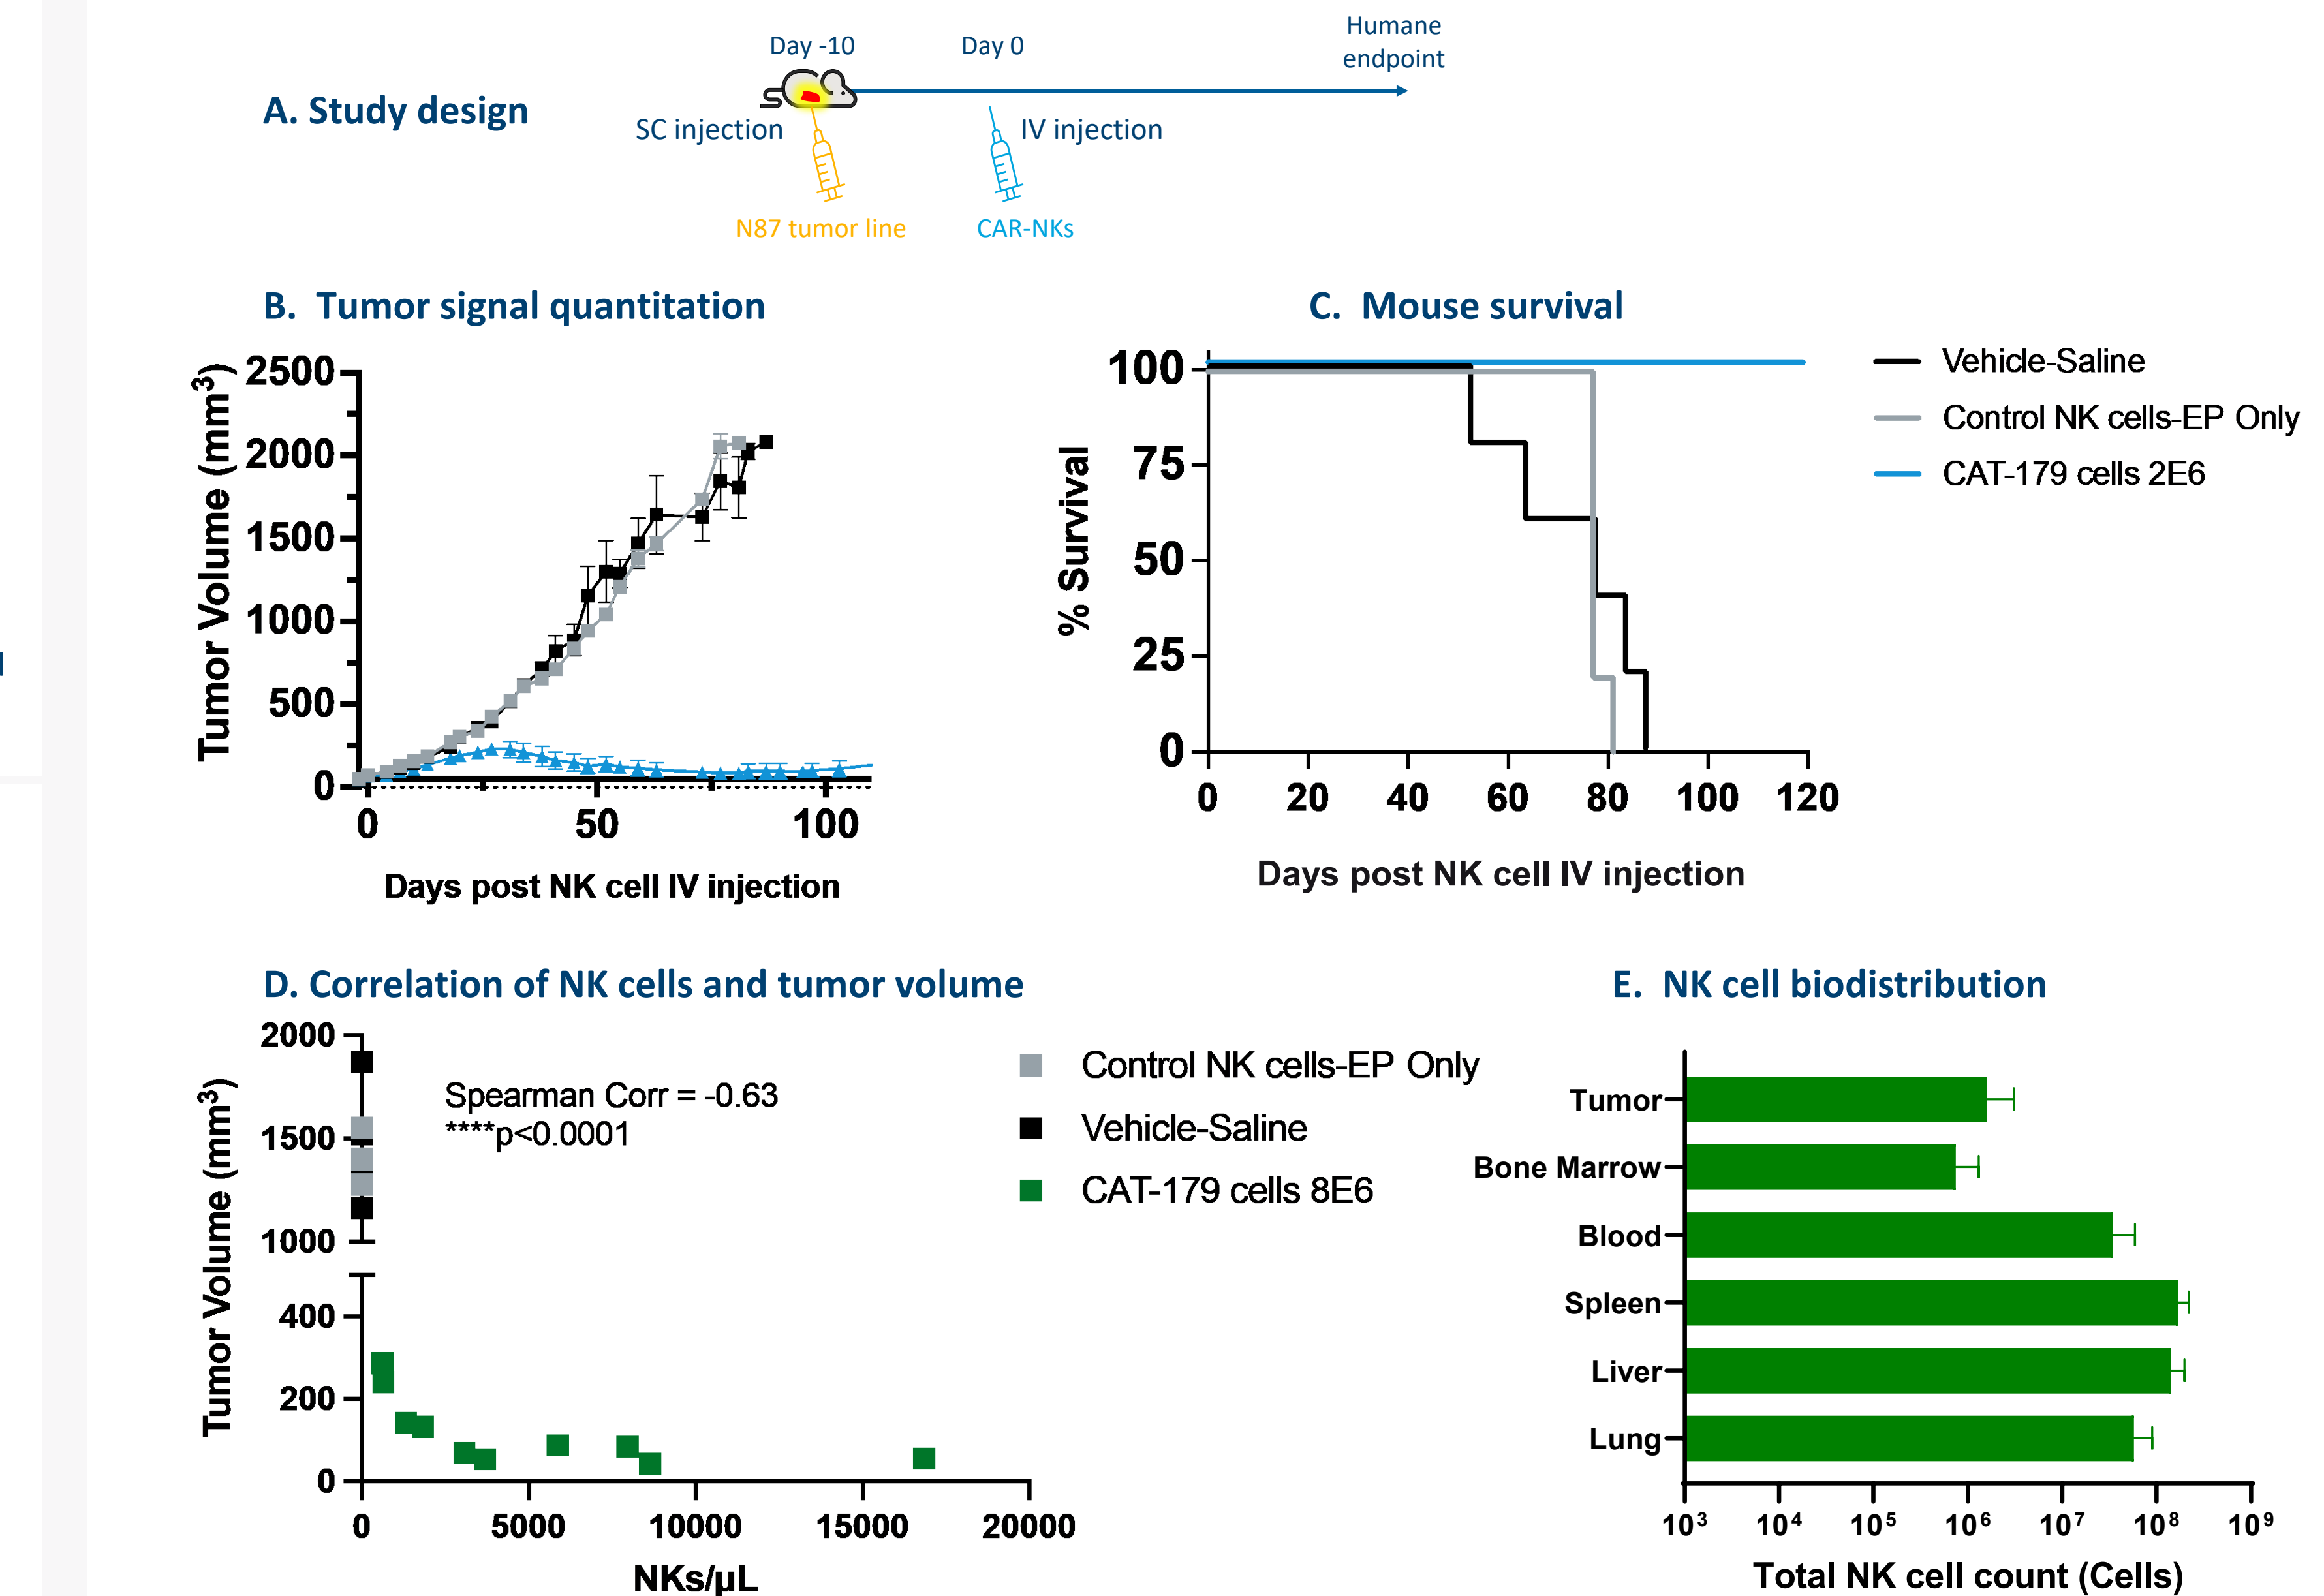 Day -10
Day 0
Humane
endpoint
A. Study design
SC injection
IV injection
N87 tumor line
CAR-NKs
B. Tumor signal quantitation
Tumor Volume (mm³)
2500
2000
1500
1000
500
0
0 50 100
Days post NK cell IV injection
C. Mouse survival
% Survival
100
75
50
25
0
0 20 40 60 80 100 120
Days post NK cell IV injection
Vehicle-Saline
Control NK cells-EP Only
CAT-179 cells 2E6
D. Correlation of NK cells and tumor volume
Tumor Volume (mm³)
2000
1500
1000
400
200
0
Spearman Corr = -0.63
****p<0.0001
0 5000 10000 15000 20000
NKs/µL
Control NK cells-EP Only
Vehicle-Saline
CAT-179 cells 8E6
E. NK cell biodistribution
Tumor
Bone Marrow
Blood
Spleen
Liver
Lung
10³ 10⁴ 10⁵ 10⁶ 10⁷ 10⁸ 10⁹
Total NK cell count (Cells)